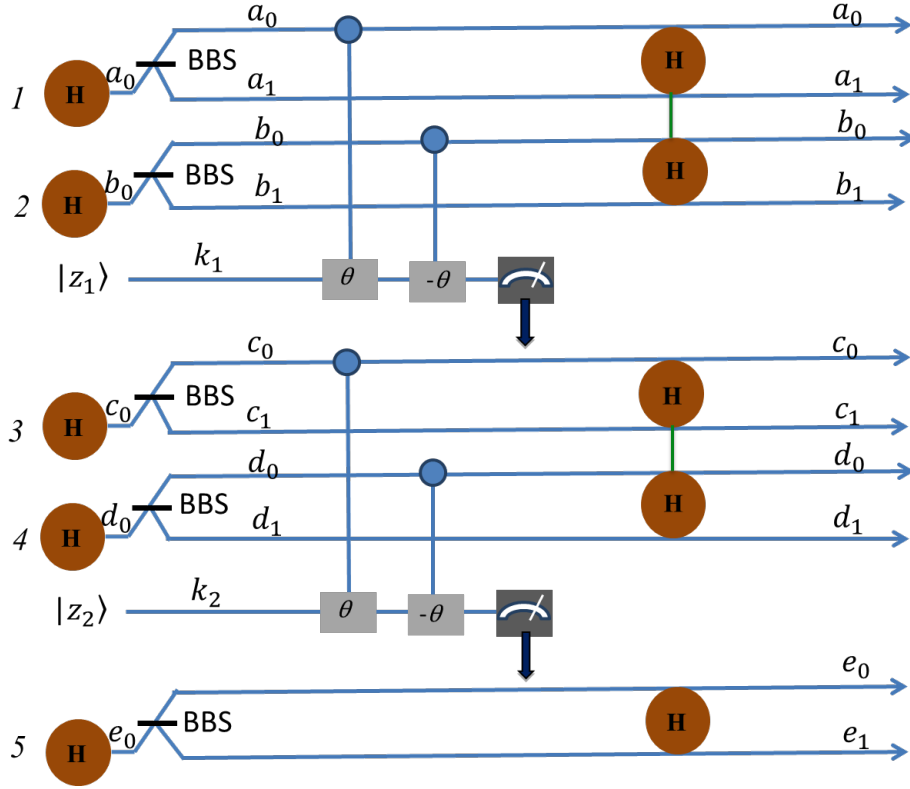 a₀ a₀
BBS
H a₀ H
1 a₁ a₁
b₀ b₀
BBS H
2 H b₀ b₁ b₁
|z₁⟩ k₁ θ -θ
c₀ c₀
BBS H
3 H c₀ c₁ c₁
d₀ d₀
BBS H
4 H d₀ d₁ d₁
|z₂⟩ k₂ θ -θ
e₀
5 H e₀ BBS H
e₁